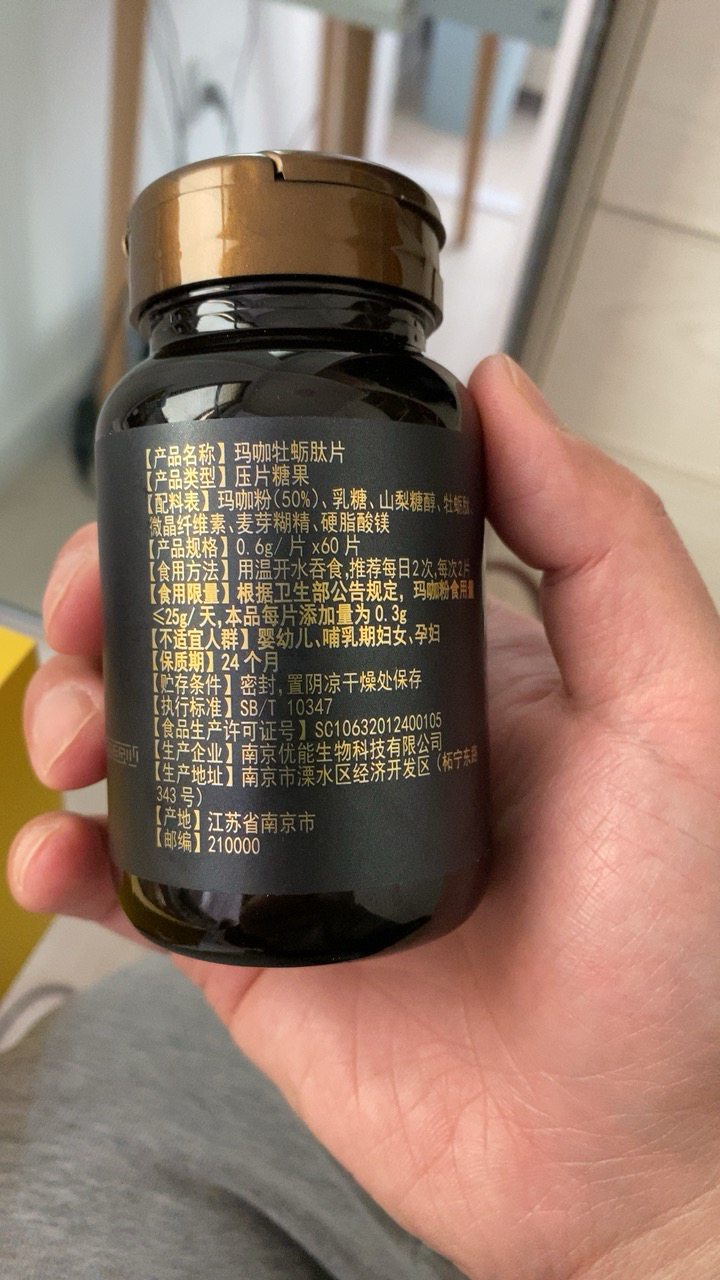 【产品名称】玛咖牡蛎肽片
【产品类型】压片糖果
【配料表】玛咖粉(50%)、乳糖、山梨糖醇、牡蛎肽、
微晶纤维素、麦芽糊精、硬脂酸镁
【产品规格】0.6g/片x60片
【食用方法】用温开水吞食,推荐每日2次,每次2片
【食用限量】根据卫生部公告规定, 玛咖粉食用量
≤25g/天,本品每片添加量为0.3g
【不适宜人群】婴幼儿、哺乳期妇女、孕妇
【保质期】24个月
【贮存条件】密封,置阴凉干燥处保存
【执行标准】SB/T 10347
【食品生产许可证号】SC10632012400105
【生产企业】南京优能生物科技有限公司
【生产地址】南京市溧水区经济开发区(柘宁东路
343号)
【产地】江苏省南京市
【邮编】210000